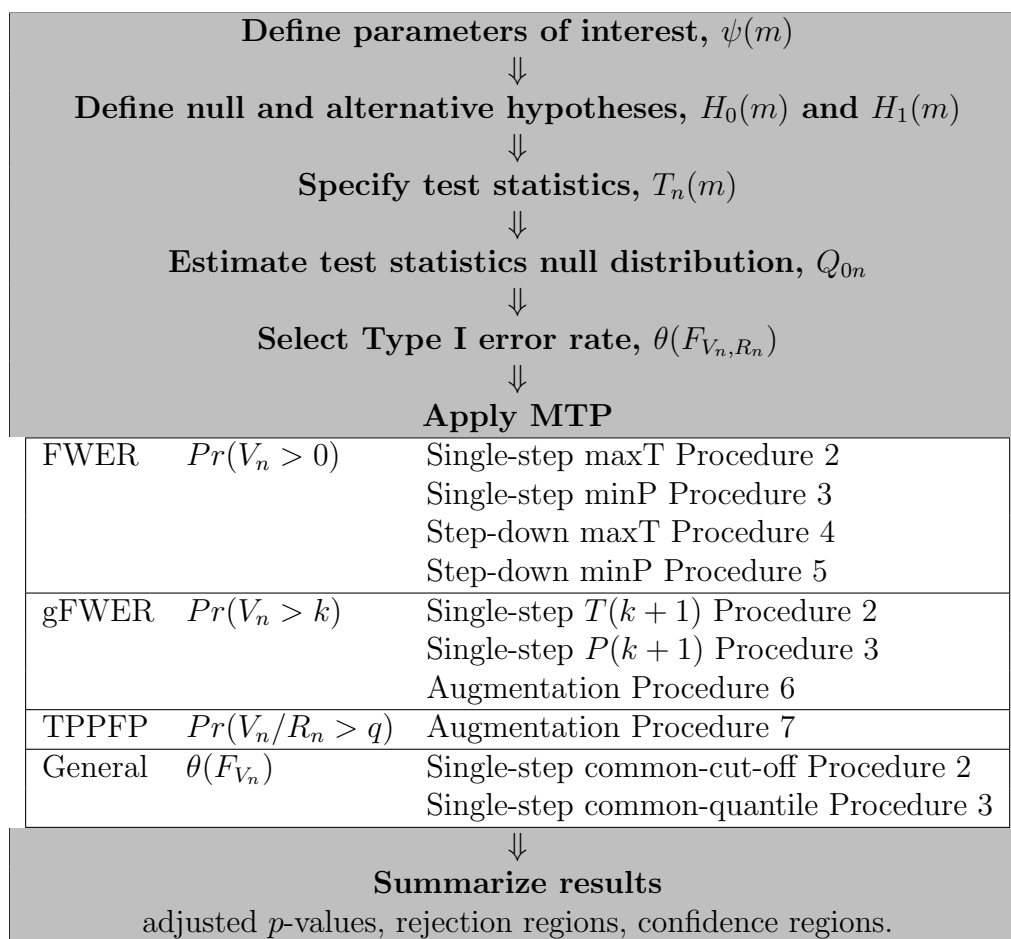 Define parameters of interest, ψ(m)
⇓
Define null and alternative hypotheses, H₀(m) and H₁(m)
⇓
Specify test statistics, Tₙ(m)
⇓
Estimate test statistics null distribution, Q₀ₙ
⇓
Select Type I error rate, θ(F_{Vₙ,Rₙ})
⇓
Apply MTP
FWER Pr(Vₙ > 0) Single-step maxT Procedure 2
Single-step minP Procedure 3
Step-down maxT Procedure 4
Step-down minP Procedure 5
gFWER Pr(Vₙ > k) Single-step T(k + 1) Procedure 2
Single-step P(k + 1) Procedure 3
Augmentation Procedure 6
TPPFP Pr(Vₙ/Rₙ > q) Augmentation Procedure 7
General θ(F_{Vₙ}) Single-step common-cut-off Procedure 2
Single-step common-quantile Procedure 3
⇓
Summarize results
adjusted p-values, rejection regions, confidence regions.